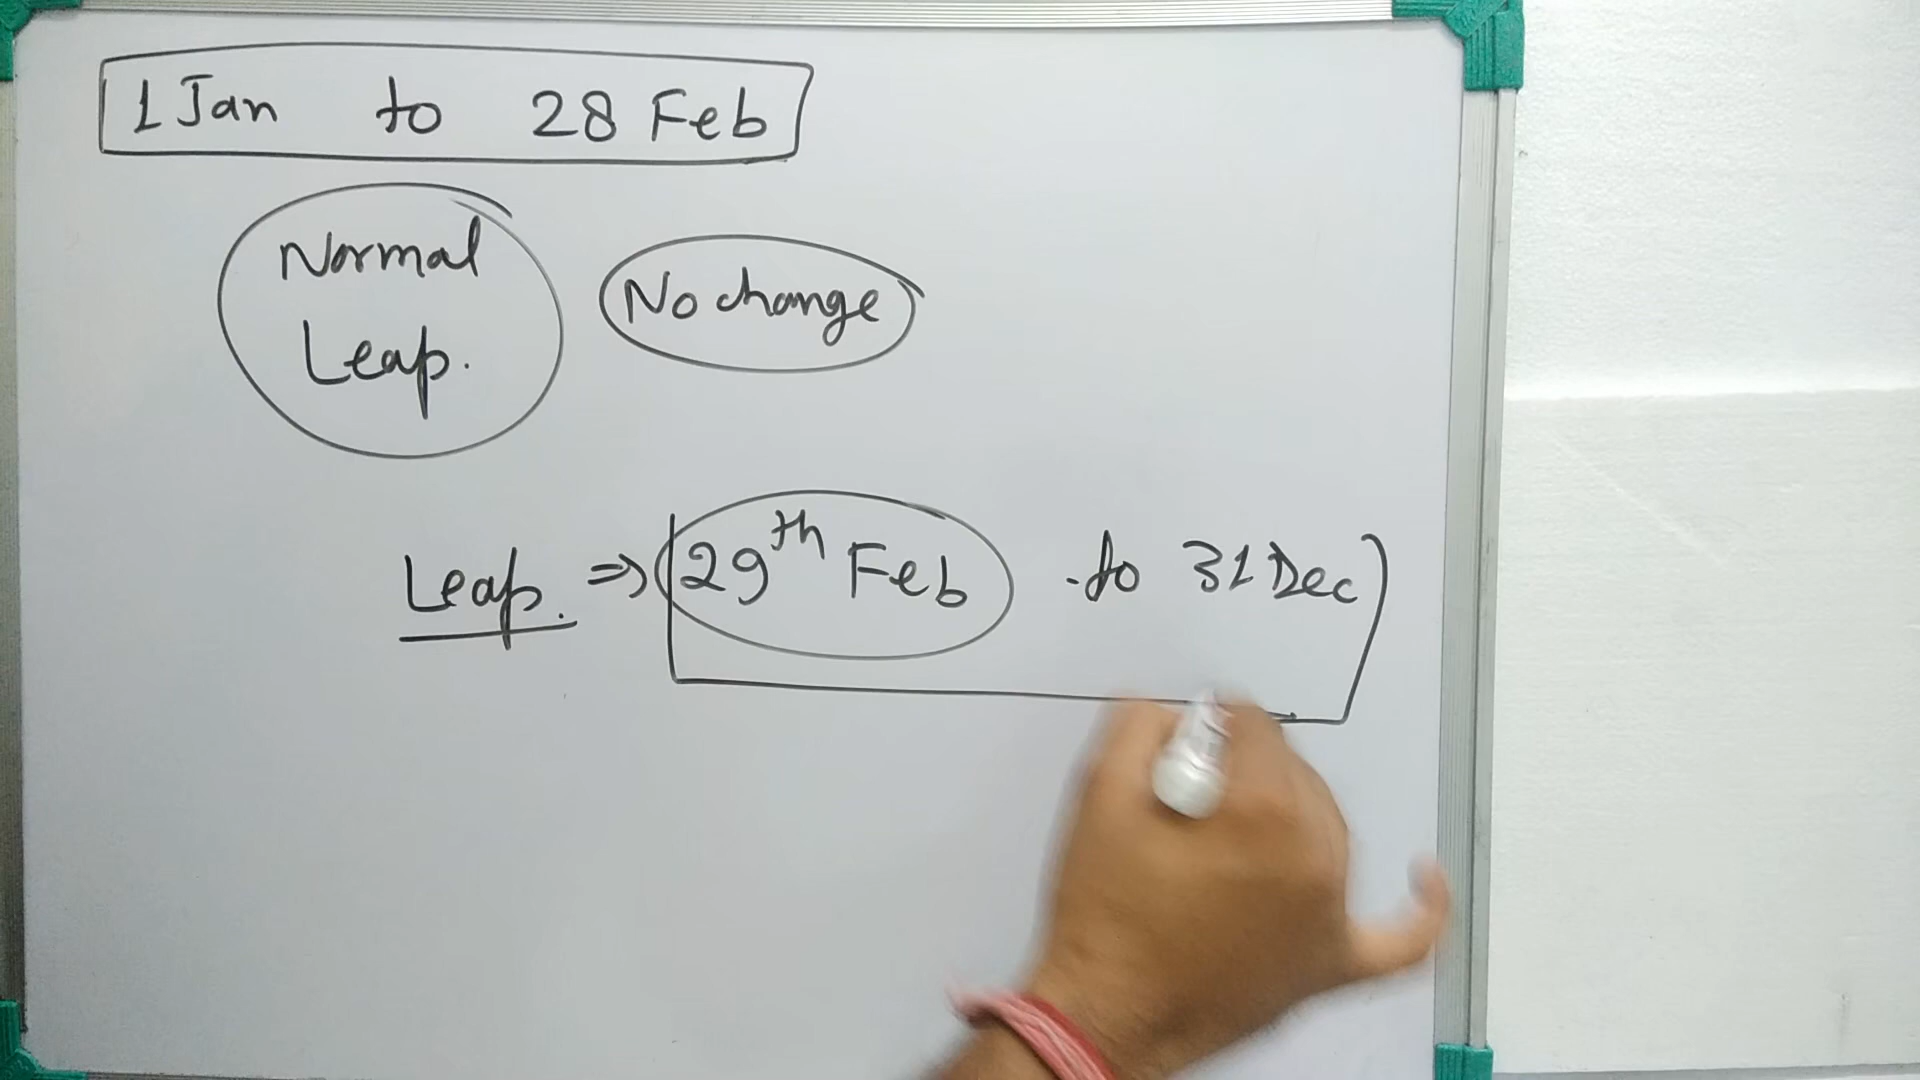 1 Jan to 28 Feb
Normal
No change
Leap.
Leap. ⇒ 29th Feb to 31 Dec